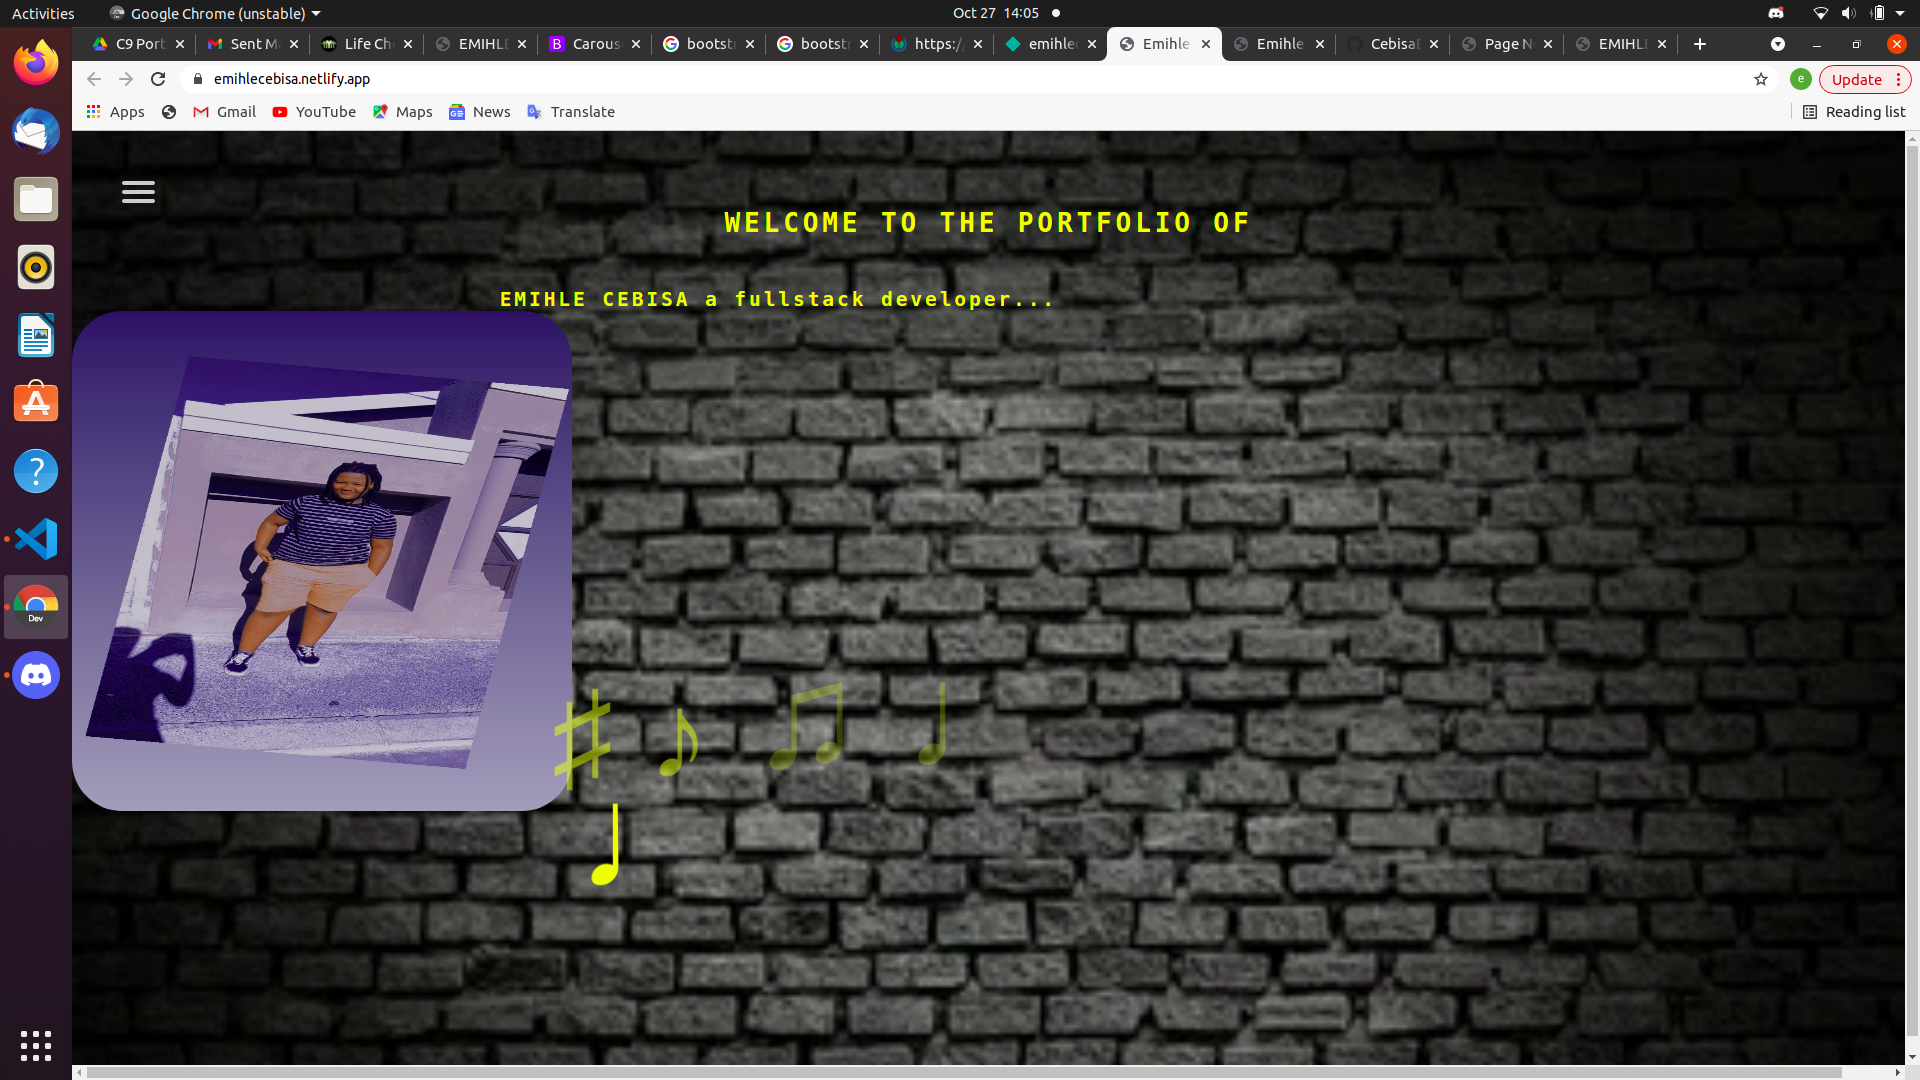 Activities
Google Chrome (unstable)
Oct 27 14:05
C9 Port
Sent M
Life Ch
EMIHLE
Carous
bootst
bootst
https:/
emihle
Emihle
Emihle
Cebisa
Page N
EMIHLE
emihlecebisa.netlify.app
e
Update
Apps
Gmail
YouTube
Maps
News
Translate
Reading list
WELCOME TO THE PORTFOLIO OF
EMIHLE CEBISA a fullstack developer...
Dev